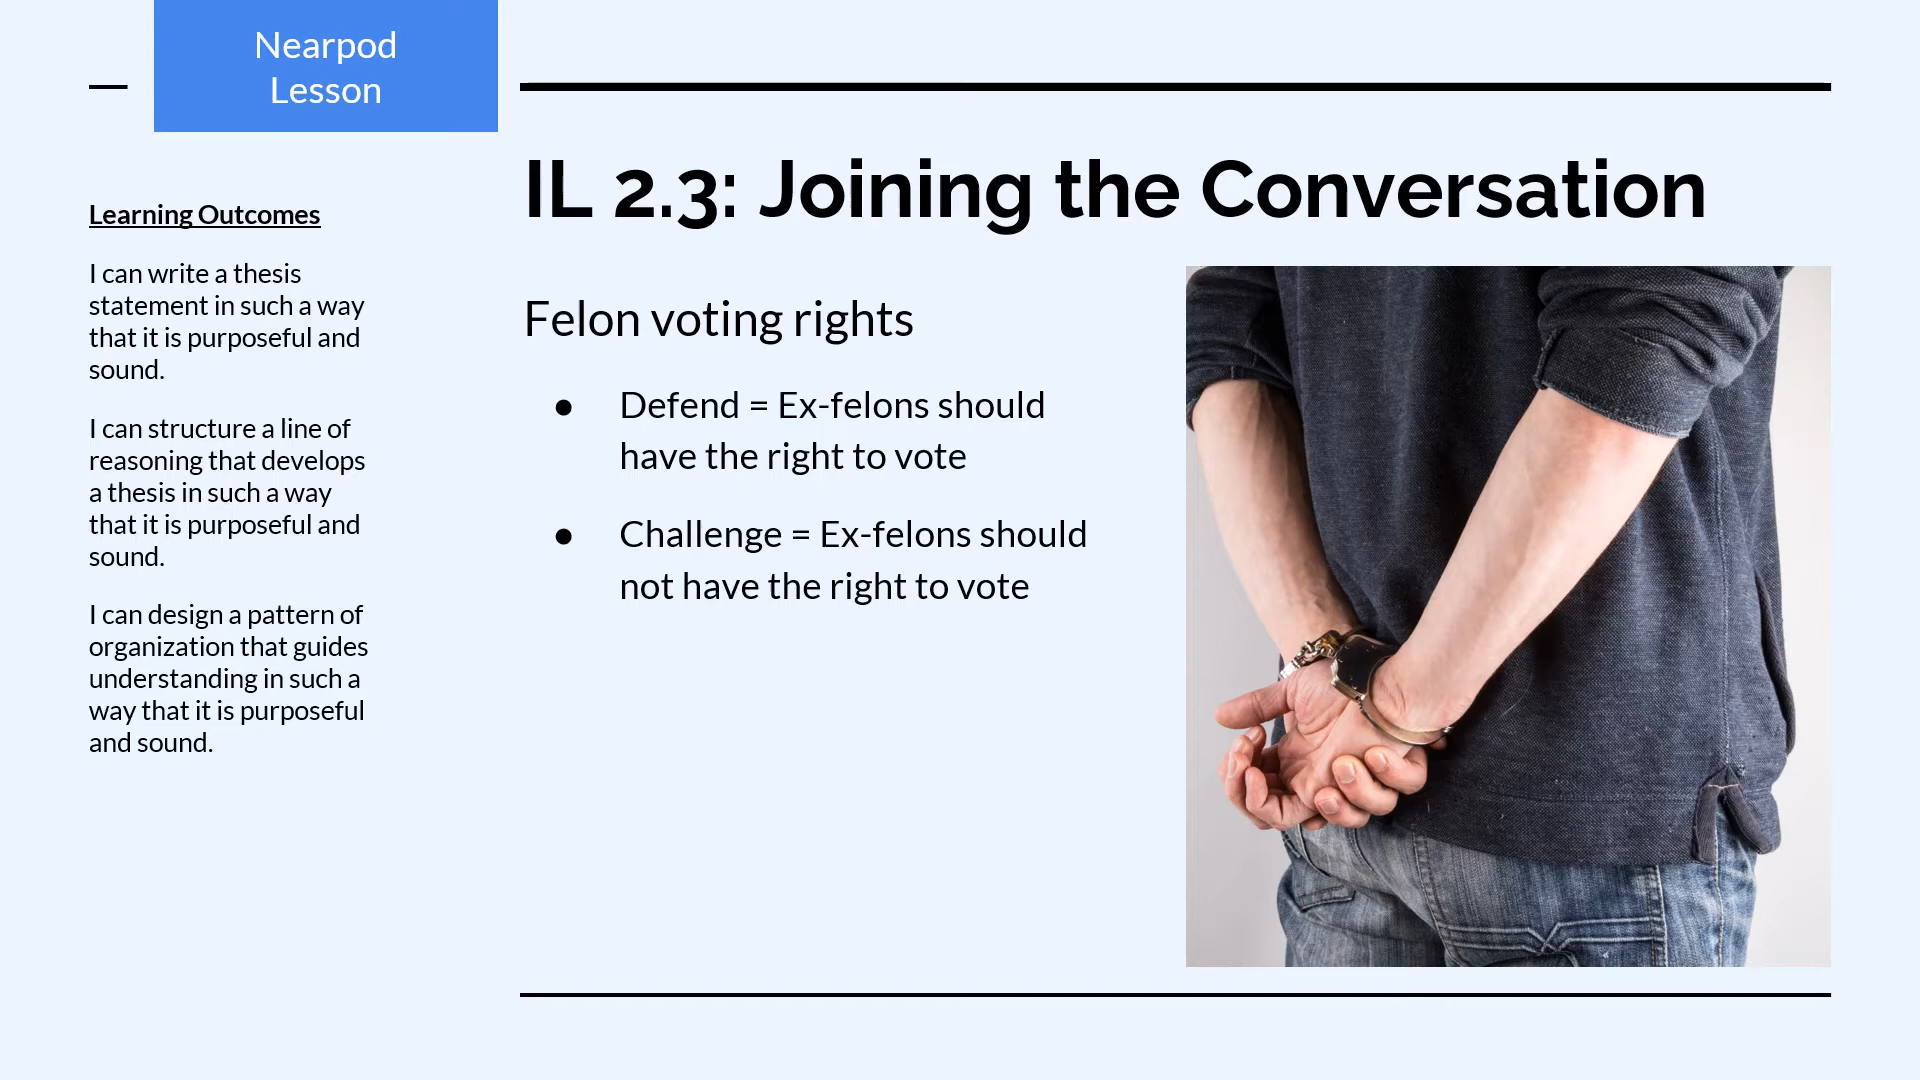 Nearpod
Lesson
IL 2.3: Joining the Conversation
Learning Outcomes
I can write a thesis
statement in such a way
that it is purposeful and
sound.
I can structure a line of
reasoning that develops
a thesis in such a way
that it is purposeful and
sound.
I can design a pattern of
organization that guides
understanding in such a
way that it is purposeful
and sound.
Felon voting rights
● Defend = Ex-felons should
have the right to vote
● Challenge = Ex-felons should
not have the right to vote